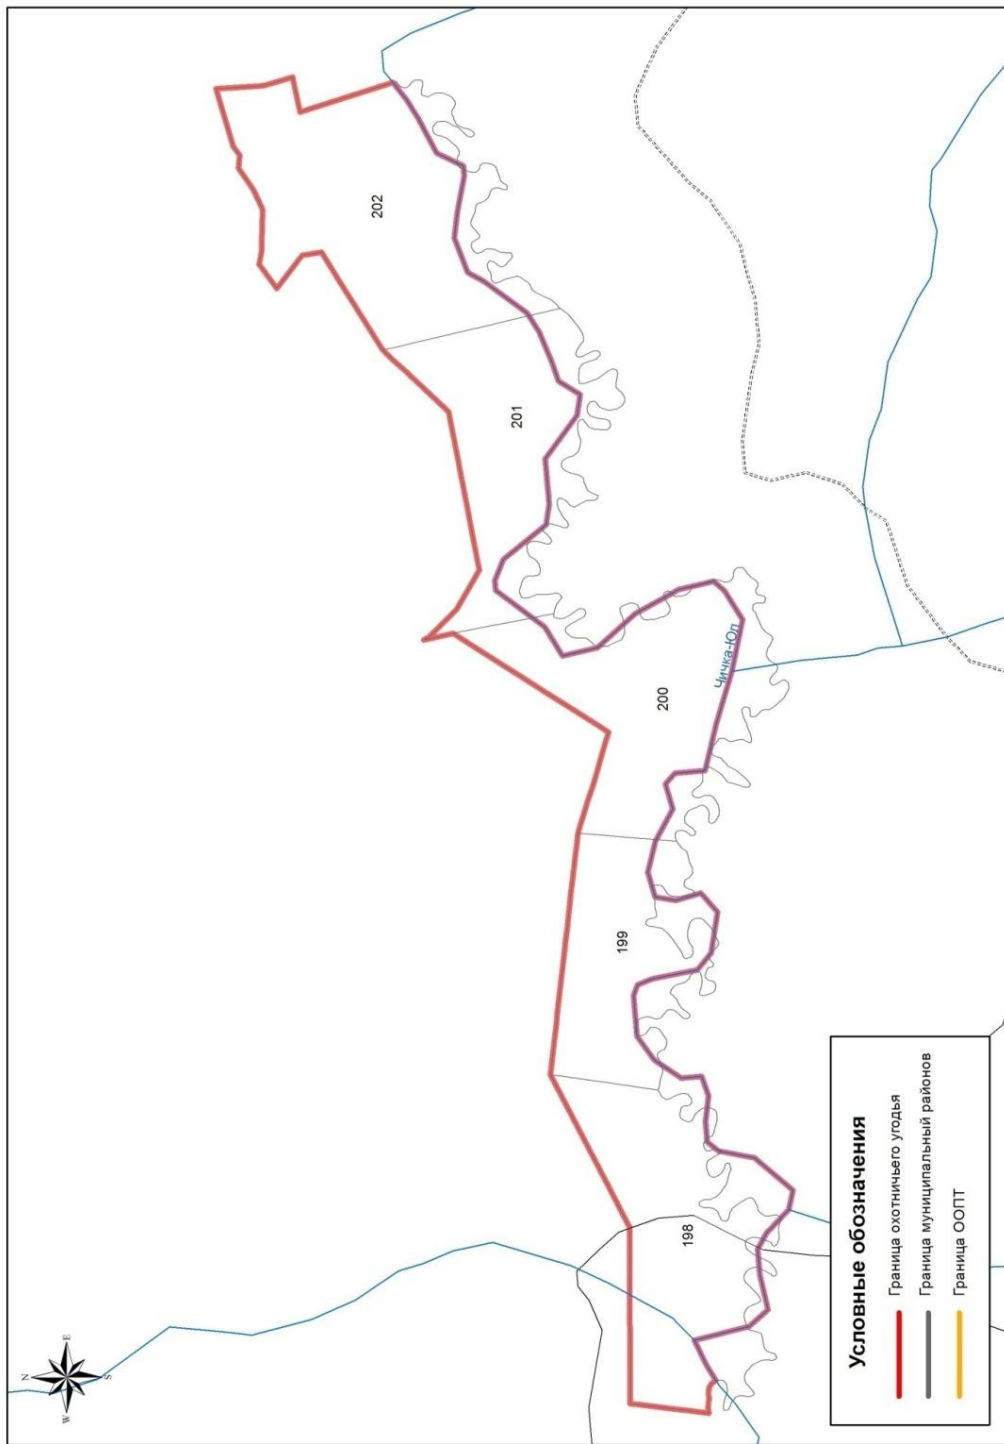 N
W
E
S
202
201
200
199
198
Чичка-Юл
Условные обозначения
Граница охотничьего угодья
Граница муниципальный районов
Граница ООПТ